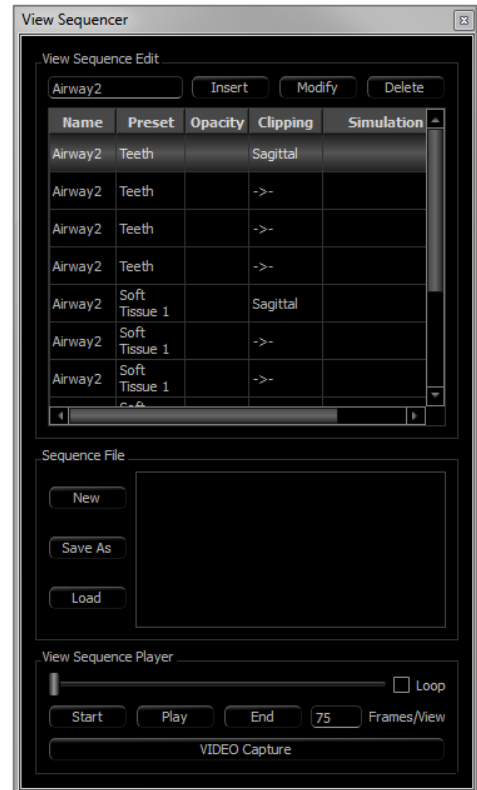 View Sequencer
View Sequence Edit
Airway2 Insert Modify Delete
Name Preset Opacity Clipping Simulation
Airway2 Teeth Sagittal
Airway2 Teeth ->-
Airway2 Teeth ->-
Airway2 Teeth ->-
Airway2 Soft Tissue 1 Sagittal
Airway2 Soft Tissue 1 ->-
Airway2 Soft Tissue 1 ->-
Sequence File
New
Save As
Load
View Sequence Player
Loop
Start Play End 75 Frames/View
VIDEO Capture